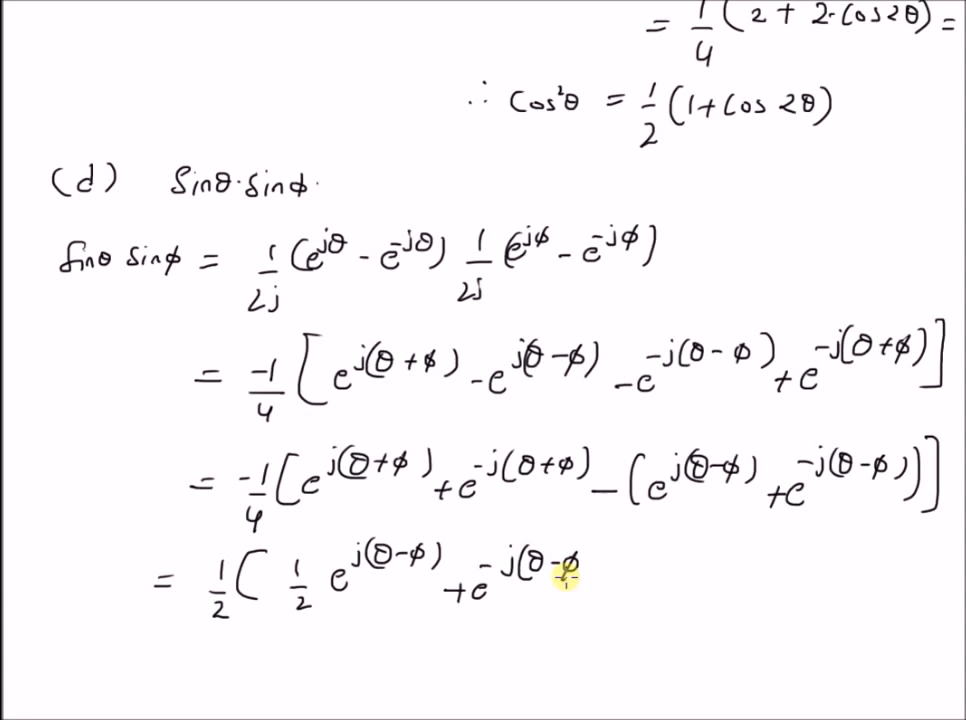 = 1/4 (2 + 2·cos2θ) =
∴ Cos²θ = 1/2 (1 + Cos 2θ)
(d) Sinθ·Sinϕ·
Sinθ sinϕ = 1/2j (e^jθ - e^-jθ) 1/2j (e^jϕ - e^-jϕ)
= -1/4 [e^j(θ+ϕ) - e^j(θ-ϕ) - e^-j(θ-ϕ) + e^-j(θ+ϕ)]
= -1/4 [e^j(θ+ϕ) + e^-j(θ+ϕ) - (e^j(θ-ϕ) + e^-j(θ-ϕ))]
= 1/2 ( 1/2 e^j(θ-ϕ) + e^-j(θ-ϕ